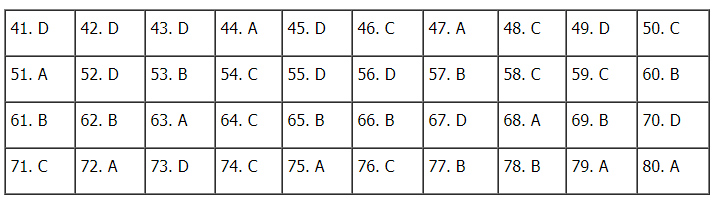 41. D 42. D 43. D 44. A 45. D 46. C 47. A 48. C 49. D 50. C
51. A 52. D 53. B 54. C 55. D 56. D 57. B 58. C 59. C 60. B
61. B 62. B 63. A 64. C 65. B 66. B 67. D 68. A 69. B 70. D
71. C 72. A 73. D 74. C 75. A 76. C 77. B 78. B 79. A 80. A